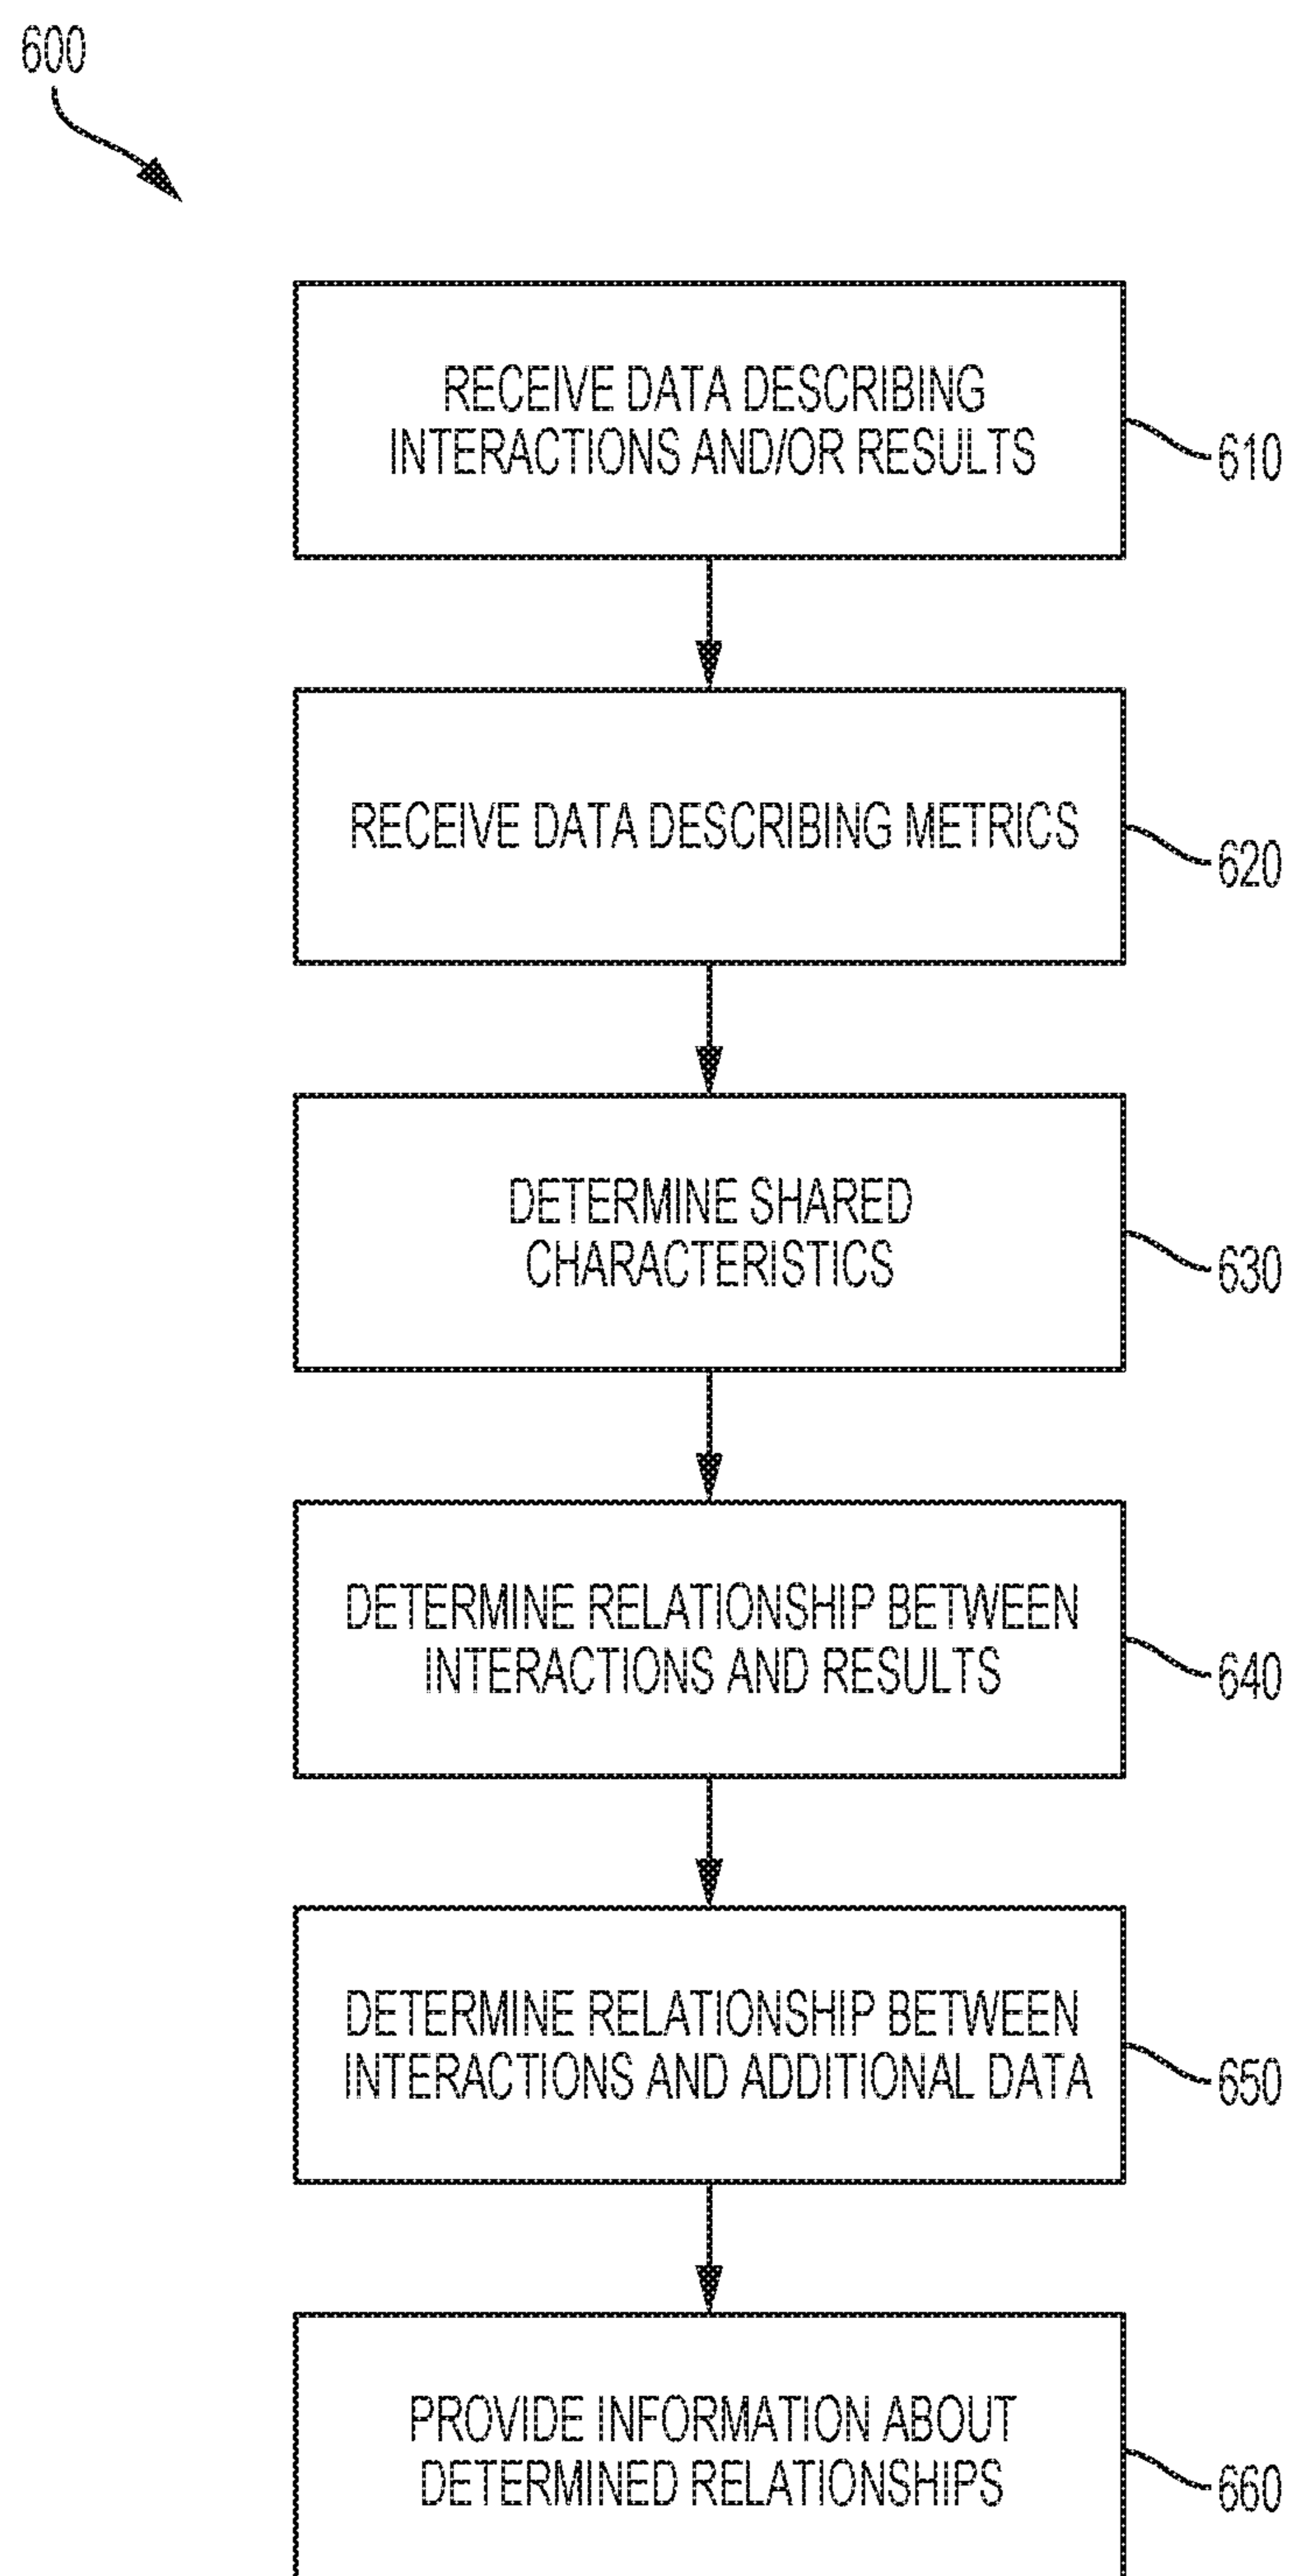 600
RECEIVE DATA DESCRIBING
INTERACTIONS AND/OR RESULTS
610
RECEIVE DATA DESCRIBING METRICS
620
DETERMINE SHARED
CHARACTERISTICS
630
DETERMINE RELATIONSHIP BETWEEN
INTERACTIONS AND RESULTS
640
DETERMINE RELATIONSHIP BETWEEN
INTERACTIONS AND ADDITIONAL DATA
650
PROVIDE INFORMATION ABOUT
DETERMINED RELATIONSHIPS
660